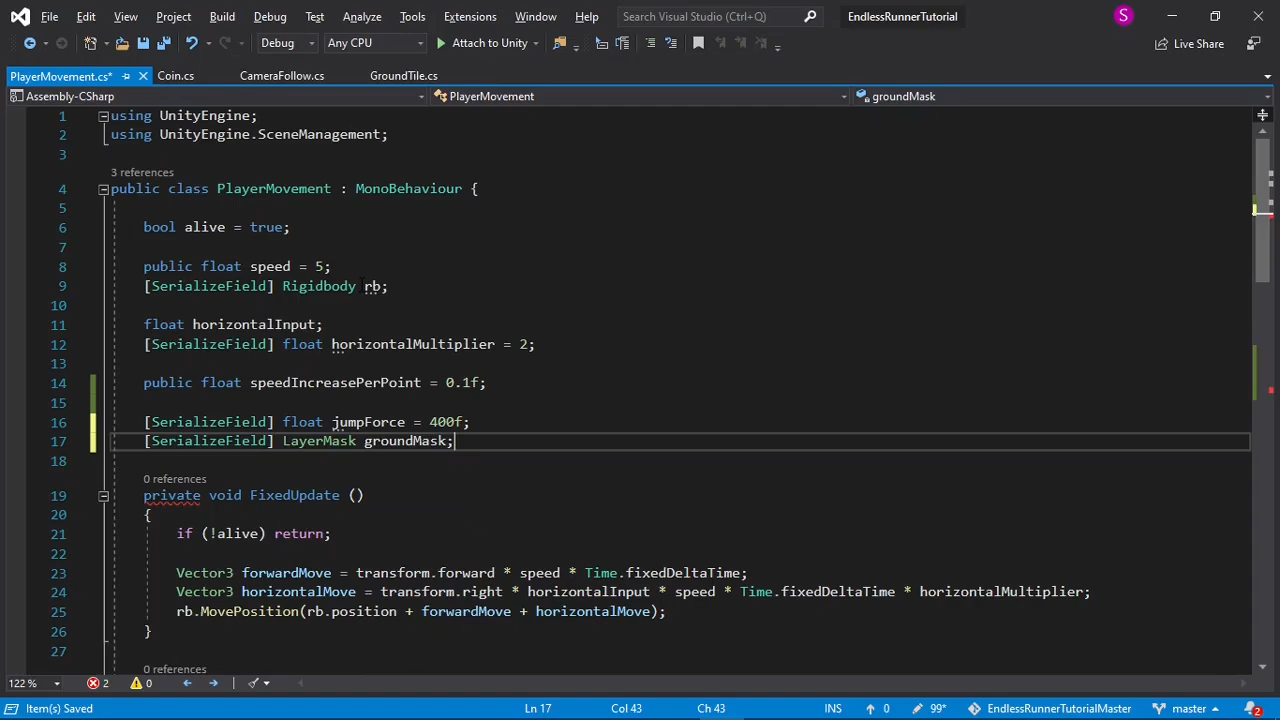 File Edit View Project Build Debug Test Analyze Tools Extensions Window Help Search Visual Studio (Ctrl+Q) EndlessRunnerTutorial S
Debug Any CPU Attach to Unity Live Share
PlayerMovement.cs* Coin.cs CameraFollow.cs GroundTile.cs
Assembly-CSharp PlayerMovement groundMask
1 using UnityEngine;
2 using UnityEngine.SceneManagement;
3
3 references
4 public class PlayerMovement : MonoBehaviour {
5
6 bool alive = true;
7
8 public float speed = 5;
9 [SerializeField] Rigidbody rb;
10
11 float horizontalInput;
12 [SerializeField] float horizontalMultiplier = 2;
13
14 public float speedIncreasePerPoint = 0.1f;
15
16 [SerializeField] float jumpForce = 400f;
17 [SerializeField] LayerMask groundMask;
18
0 references
19 private void FixedUpdate ()
20 {
21 if (!alive) return;
22
23 Vector3 forwardMove = transform.forward * speed * Time.fixedDeltaTime;
24 Vector3 horizontalMove = transform.right * horizontalInput * speed * Time.fixedDeltaTime * horizontalMultiplier;
25 rb.MovePosition(rb.position + forwardMove + horizontalMove);
26 }
27
0 references
122 % 2 0
Item(s) Saved Ln 17 Col 43 Ch 43 INS 0 99* EndlessRunnerTutorialMaster master 2